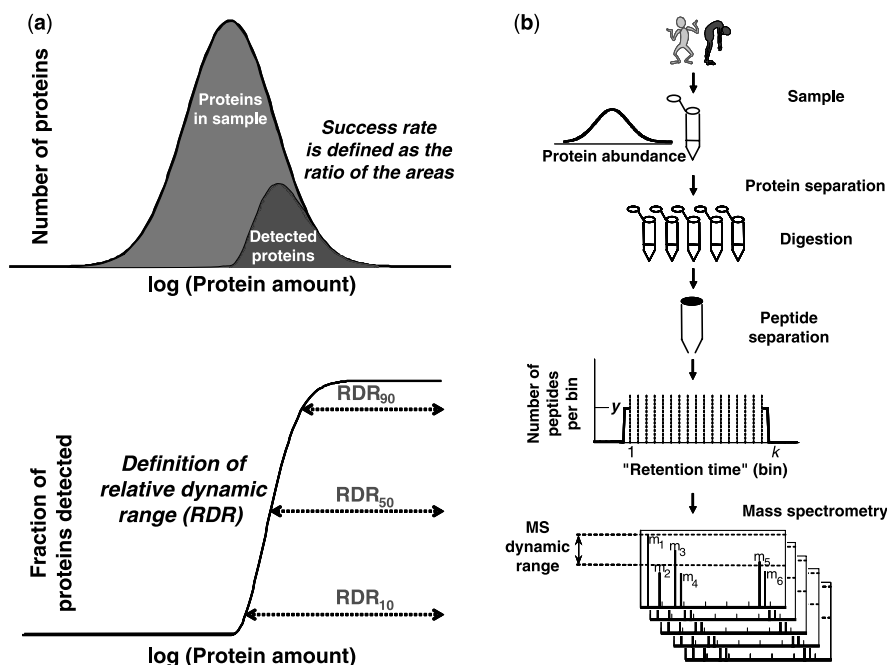 (a)
Number of proteins
Proteins
in sample
Success rate
is defined as the
ratio of the areas
Detected
proteins
log (Protein amount)
Fraction of
proteins detected
Definition of
relative dynamic
range (RDR)
RDR90
RDR50
RDR10
log (Protein amount)
(b)
Sample
Protein abundance
Protein separation
Digestion
Peptide
separation
Number of
peptides
per bin
y
1
k
"Retention time" (bin)
Mass spectrometry
MS
dynamic
range
m1
m2
m3
m4
m5
m6